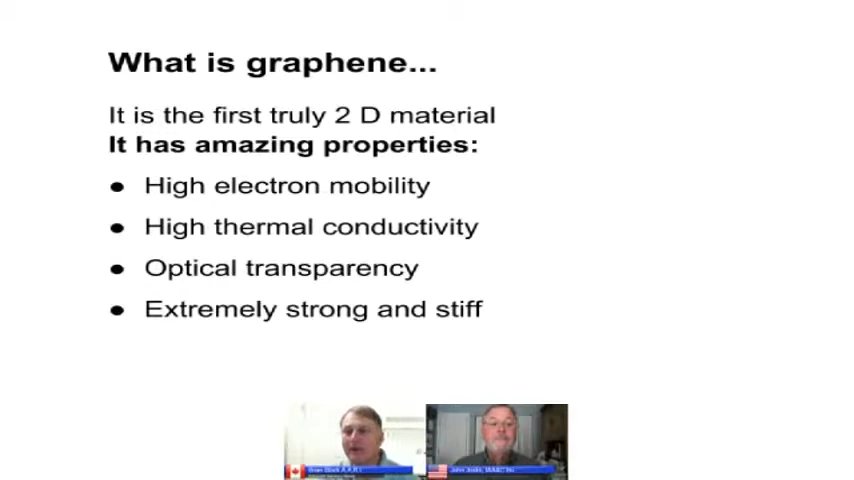 What is graphene...
It is the first truly 2 D material
It has amazing properties:
● High electron mobility
● High thermal conductivity
● Optical transparency
● Extremely strong and stiff